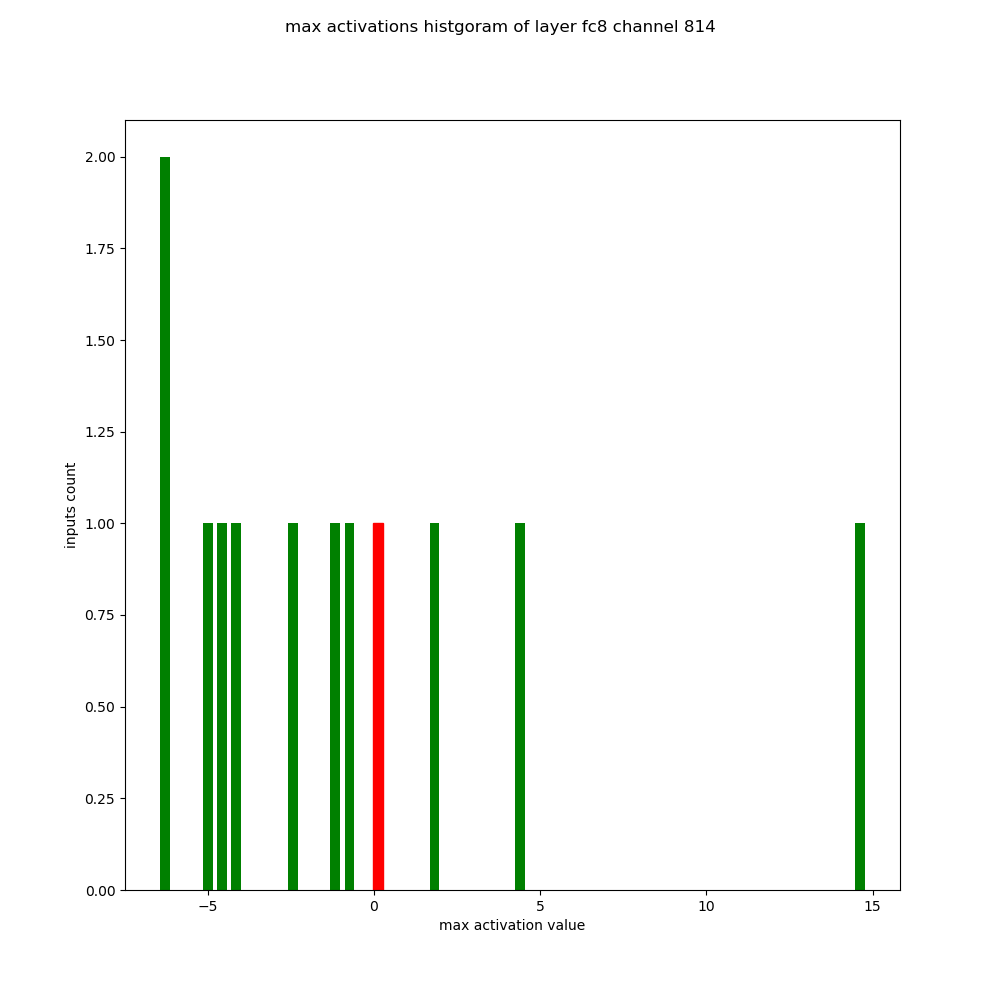 max activations histgoram of layer fc8 channel 814
2.00
1.75
1.50
1.25
1.00
0.75
0.50
0.25
0.00
inputs count
−5 0 5 10 15
max activation value